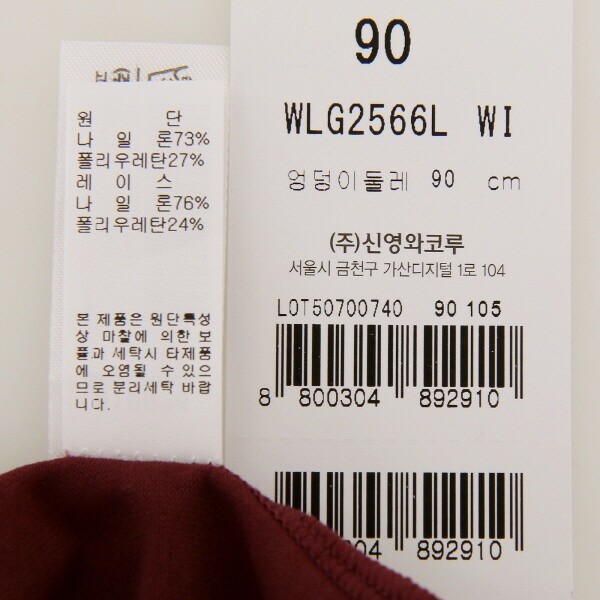 원 단
나 일 론73%
폴리우레탄27%
레 이 스
나 일 론76%
폴리우레탄24%
본 제품은 원단특성
상 마찰에 의한 보
풀과 세탁시 타제품
에 오염될 수 있으
므로 분리세탁 바랍
니다.
90
WLG2566L WI
엉덩이둘레 90 cm
(주)신영와코루
서울시 금천구 가산디지털 1로 104
LOT50700740 90 105
8 800304 892910
04 892910